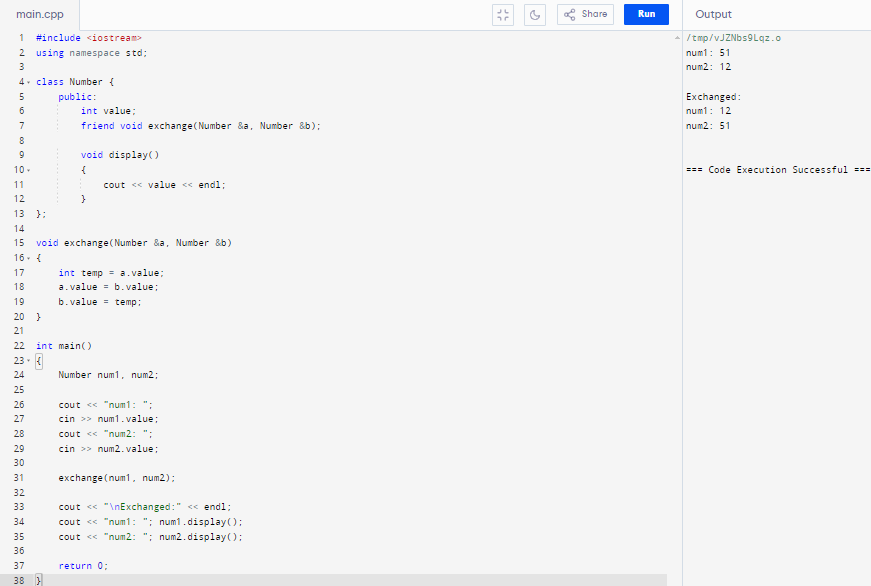 main.cpp
Share
Run
Output
1 #include <iostream>
2 using namespace std;
3
4 class Number {
5     public:
6         int value;
7         friend void exchange(Number &a, Number &b);
8
9         void display()
10         {
11             cout << value << endl;
12         }
13 };
14
15 void exchange(Number &a, Number &b)
16 {
17     int temp = a.value;
18     a.value = b.value;
19     b.value = temp;
20 }
21
22 int main()
23 {
24     Number num1, num2;
25
26     cout << "num1: ";
27     cin >> num1.value;
28     cout << "num2: ";
29     cin >> num2.value;
30
31     exchange(num1, num2);
32
33     cout << "\nExchanged:" << endl;
34     cout << "num1: "; num1.display();
35     cout << "num2: "; num2.display();
36
37     return 0;
38 }
/tmp/vJZNbs9Lqz.o
num1: 51
num2: 12
Exchanged:
num1: 12
num2: 51
=== Code Execution Successful ===